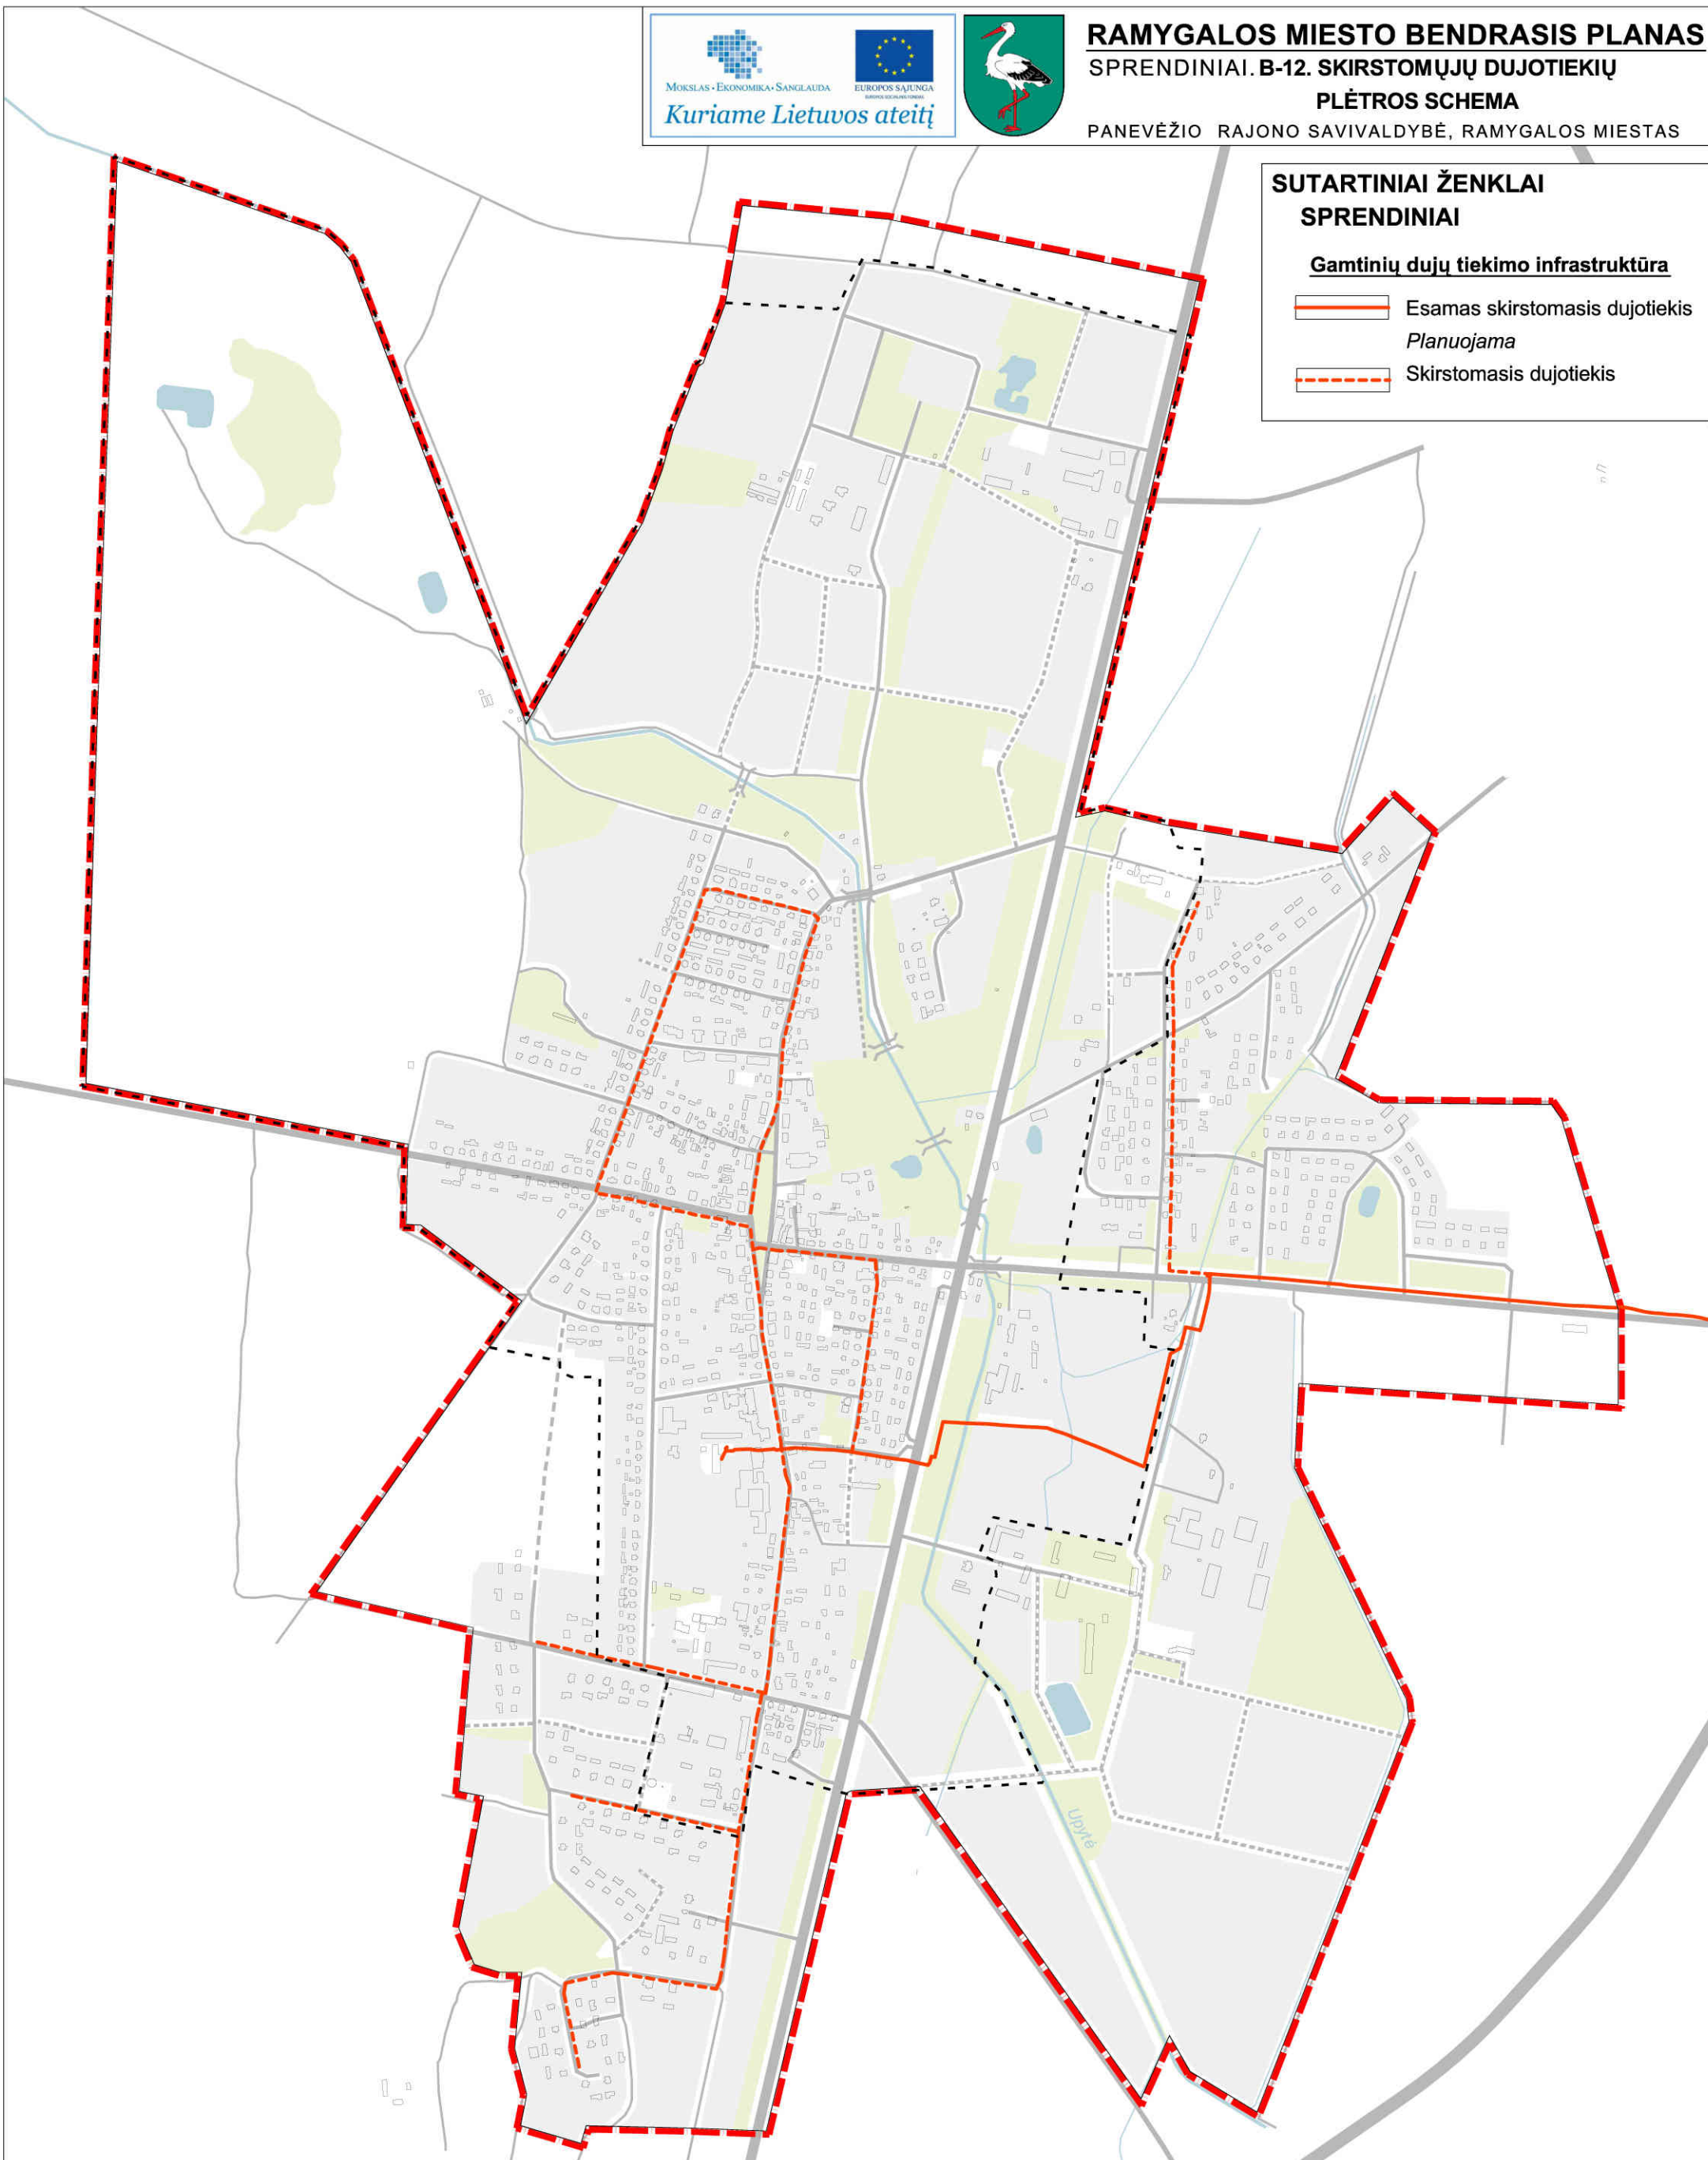 MOKSLAS • EKONOMIKA • SANGLAUDA
EUROPOS SĄJUNGA
Kuriame Lietuvos ateitį
RAMYGALOS MIESTO BENDRASIS PLANAS
SPRENDINIAI. B-12. SKIRSTOMŲJŲ DUJOTIEKIŲ
PLĖTROS SCHEMA
PANEVĖŽIO RAJONO SAVIVALDYBĖ, RAMYGALOS MIESTAS
SUTARTINIAI ŽENKLAI
SPRENDINIAI
Gamtinių dujų tiekimo infrastruktūra
Esamas skirstomasis dujotiekis
Planuojama
Skirstomasis dujotiekis
Upytė